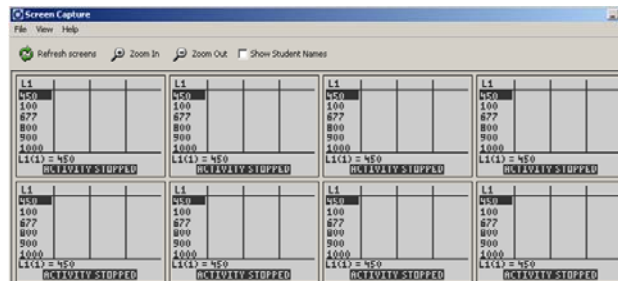 Screen Capture
File View Help
Refresh screens Zoom In Zoom Out Show Student Names
L1 L1 L1 L1
450 450 450 450
100 100 100 100
677 677 677 677
800 800 800 800
900 900 900 900
1000 1000 1000 1000
L1(1) = 450 L1(1) = 450 L1(1) = 450 L1(1) = 450
ACTIVITY STOPPED ACTIVITY STOPPED ACTIVITY STOPPED ACTIVITY STOPPED
L1 L1 L1 L1
450 450 450 450
100 100 100 100
677 677 677 677
800 800 800 800
900 900 900 900
1000 1000 1000 1000
L1(1) = 450 L1(1) = 450 L1(1) = 450 L1(1) = 450
ACTIVITY STOPPED ACTIVITY STOPPED ACTIVITY STOPPED ACTIVITY STOPPED